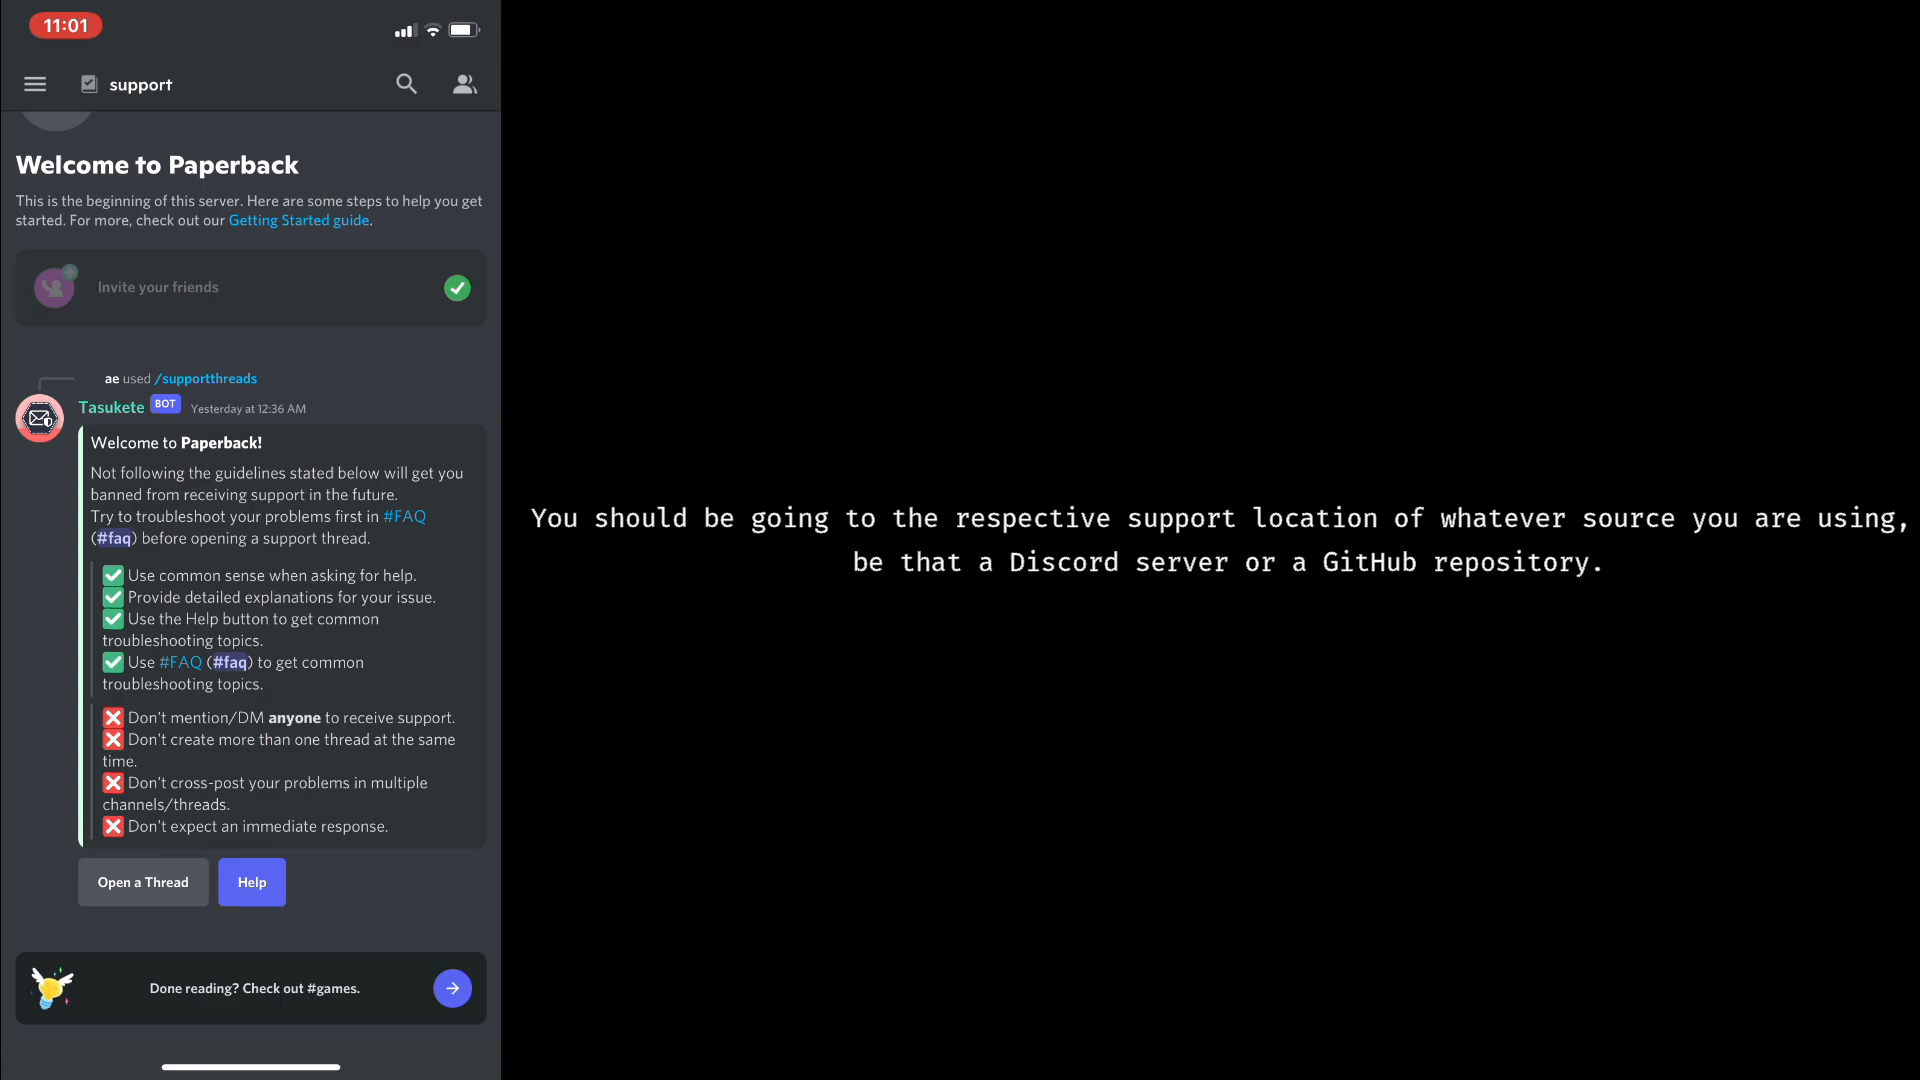 11:01
support
Welcome to Paperback
This is the beginning of this server. Here are some steps to help you get
started. For more, check out our Getting Started guide.
Invite your friends
ae used /supportthreads
Tasukete BOT Yesterday at 12:36 AM
Welcome to Paperback!
Not following the guidelines stated below will get you
banned from receiving support in the future.
Try to troubleshoot your problems first in #FAQ
(#faq) before opening a support thread.
✅ Use common sense when asking for help.
✅ Provide detailed explanations for your issue.
✅ Use the Help button to get common
troubleshooting topics.
✅ Use #FAQ (#faq) to get common
troubleshooting topics.
❌ Don't mention/DM anyone to receive support.
❌ Don't create more than one thread at the same
time.
❌ Don't cross-post your problems in multiple
channels/threads.
❌ Don't expect an immediate response.
Open a Thread
Help
Done reading? Check out #games.
You should be going to the respective support location of whatever source you are using,
be that a Discord server or a GitHub repository.